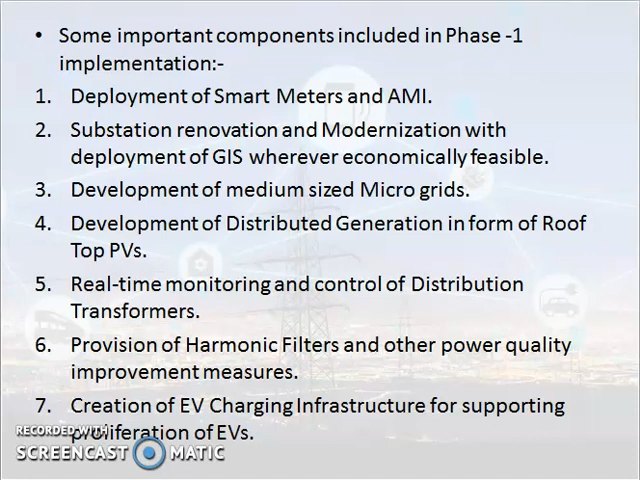 • Some important components included in Phase -1
implementation:-
1. Deployment of Smart Meters and AMI.
2. Substation renovation and Modernization with
deployment of GIS wherever economically feasible.
3. Development of medium sized Micro grids.
4. Development of Distributed Generation in form of Roof
Top PVs.
5. Real-time monitoring and control of Distribution
Transformers.
6. Provision of Harmonic Filters and other power quality
improvement measures.
7. Creation of EV Charging Infrastructure for supporting
proliferation of EVs.
RECORDED WITH
SCREENCAST MATIC